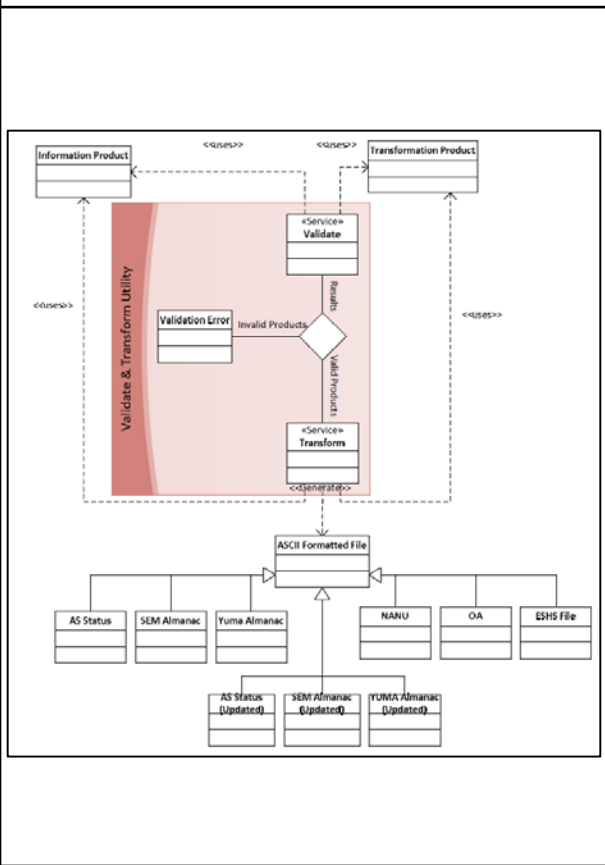 <<uses>>
<<uses>>
Information Product
Transformation Product
«Service»
Validate
<<uses>>
<<uses>>
Validate & Transform Utility
Results
Validation Error
Invalid Products
Valid Products
«Service»
Transform
<<Generate>>
ASCII Formatted File
AS Status
SEM Almanac
Yuma Almanac
NANU
OA
ESHS File
AS Status
(Updated)
SEM Almanac
(Updated)
YUMA Almanac
(Updated)